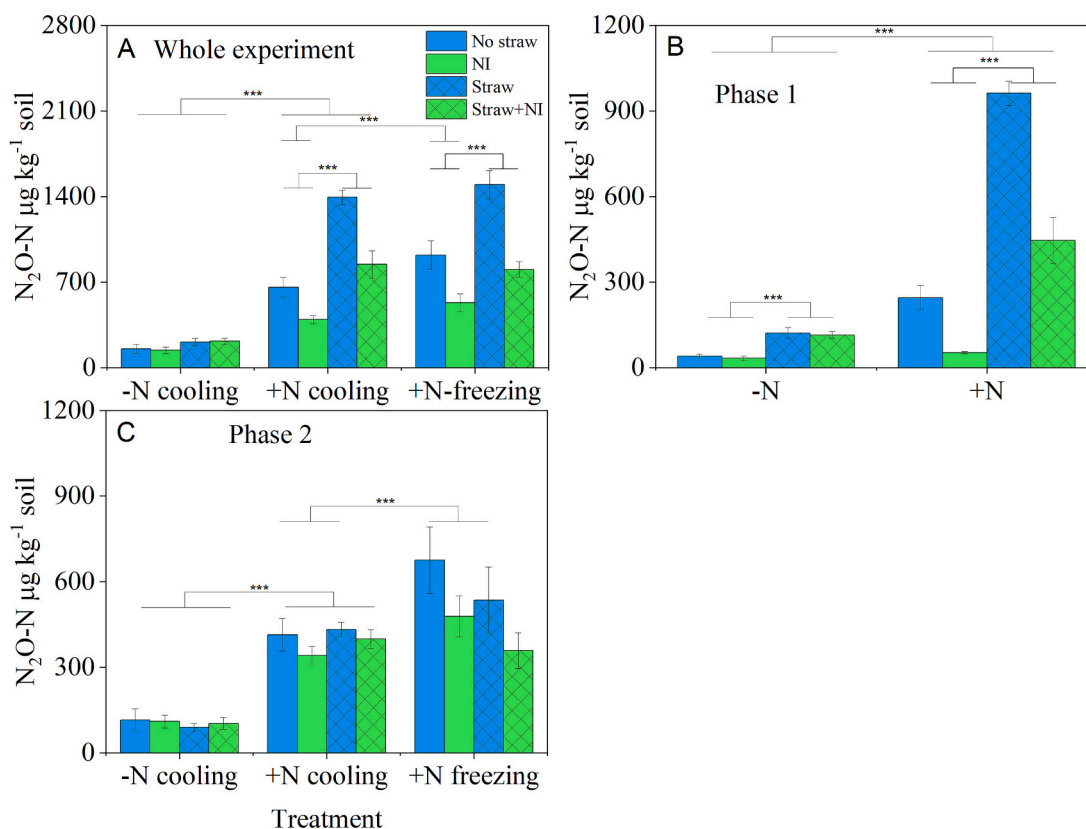 A Whole experiment
No straw
NI
Straw
Straw+NI
2800
2100
1400
700
0
N₂O-N µg kg⁻¹ soil
***
***
***
***
-N cooling +N cooling +N-freezing
B
Phase 1
1200
900
600
300
0
N₂O-N µg kg⁻¹ soil
***
***
***
-N +N
C Phase 2
1200
900
600
300
0
N₂O-N µg kg⁻¹ soil
***
***
-N cooling +N cooling +N freezing
Treatment